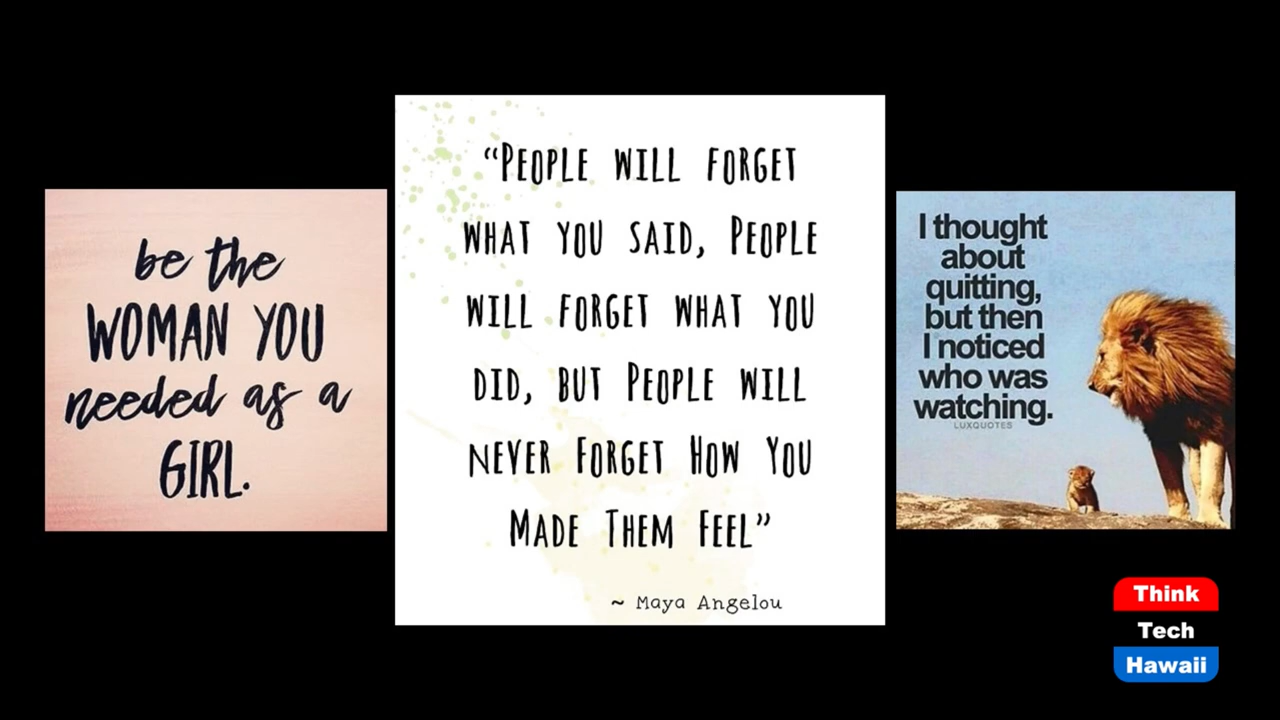 be the
WOMAN YOU
needed as a
GIRL.
“PEOPLE WILL FORGET
WHAT YOU SAID, PEOPLE
WILL FORGET WHAT YOU
DID, BUT PEOPLE WILL
NEVER FORGET HOW YOU
MADE THEM FEEL”
~ Maya Angelou
I thought
about
quitting,
but then
I noticed
who was
watching.
LUXQUOTES
Think
Tech
Hawaii